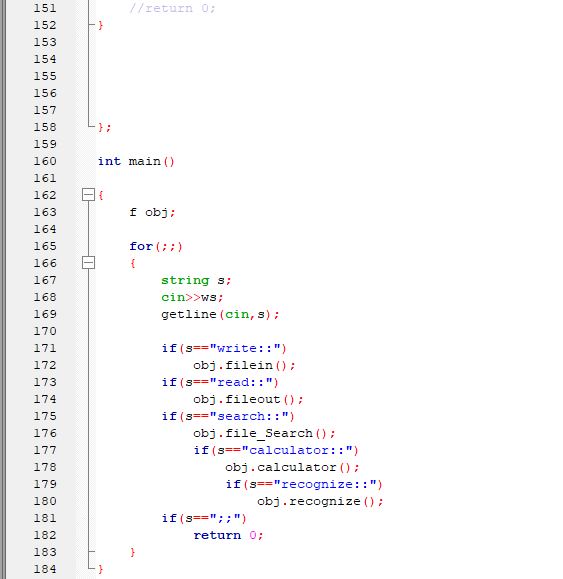 151 //return 0;
152 }
153
154
155
156
157
158 };
159
160 int main()
161
162 {
163 f obj;
164
165 for(;;)
166 {
167 string s;
168 cin>>ws;
169 getline(cin,s);
170
171 if(s=="write::")
172 obj.filein();
173 if(s=="read::")
174 obj.fileout();
175 if(s=="search::")
176 obj.file_Search();
177 if(s=="calculator::")
178 obj.calculator();
179 if(s=="recognize::")
180 obj.recognize();
181 if(s==";;")
182 return 0;
183 }
184 }